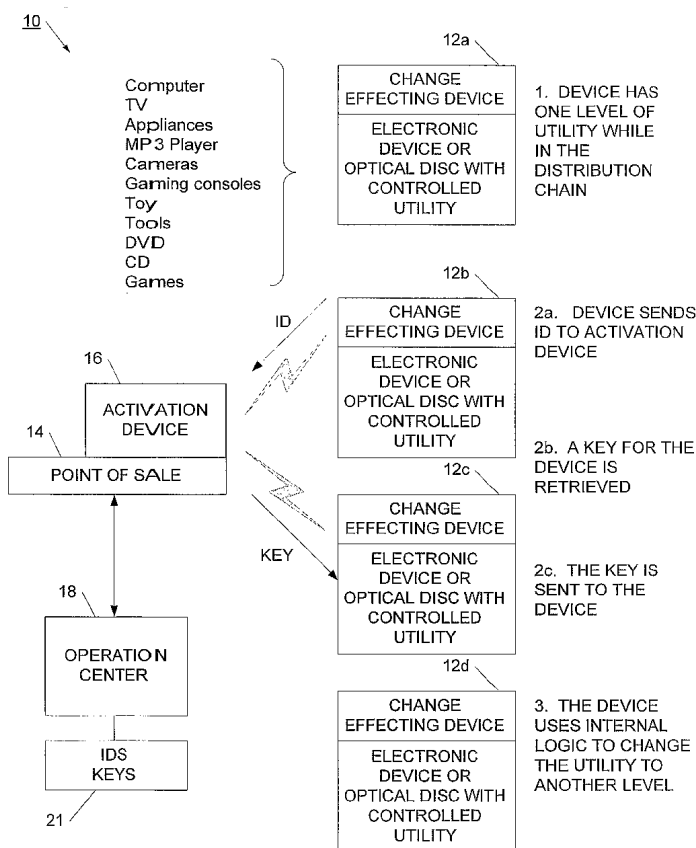 10
Computer
TV
Appliances
MP3 Player
Cameras
Gaming consoles
Toy
Tools
DVD
CD
Games
12a
CHANGE
EFFECTING DEVICE
ELECTRONIC
DEVICE OR
OPTICAL DISC WITH
CONTROLLED
UTILITY
1. DEVICE HAS
ONE LEVEL OF
UTILITY WHILE
IN THE
DISTRIBUTION
CHAIN
12b
ID
CHANGE
EFFECTING DEVICE
ELECTRONIC
DEVICE OR
OPTICAL DISC WITH
CONTROLLED
UTILITY
2a. DEVICE SENDS
ID TO ACTIVATION
DEVICE
16
ACTIVATION
DEVICE
14
POINT OF SALE
2b. A KEY FOR THE
DEVICE IS
RETRIEVED
12c
CHANGE
EFFECTING DEVICE
KEY
ELECTRONIC
DEVICE OR
OPTICAL DISC WITH
CONTROLLED
UTILITY
2c. THE KEY IS
SENT TO THE
DEVICE
18
OPERATION
CENTER
IDS
KEYS
21
12d
CHANGE
EFFECTING DEVICE
ELECTRONIC
DEVICE OR
OPTICAL DISC WITH
CONTROLLED
UTILITY
3. THE DEVICE
USES INTERNAL
LOGIC TO CHANGE
THE UTILITY TO
ANOTHER LEVEL